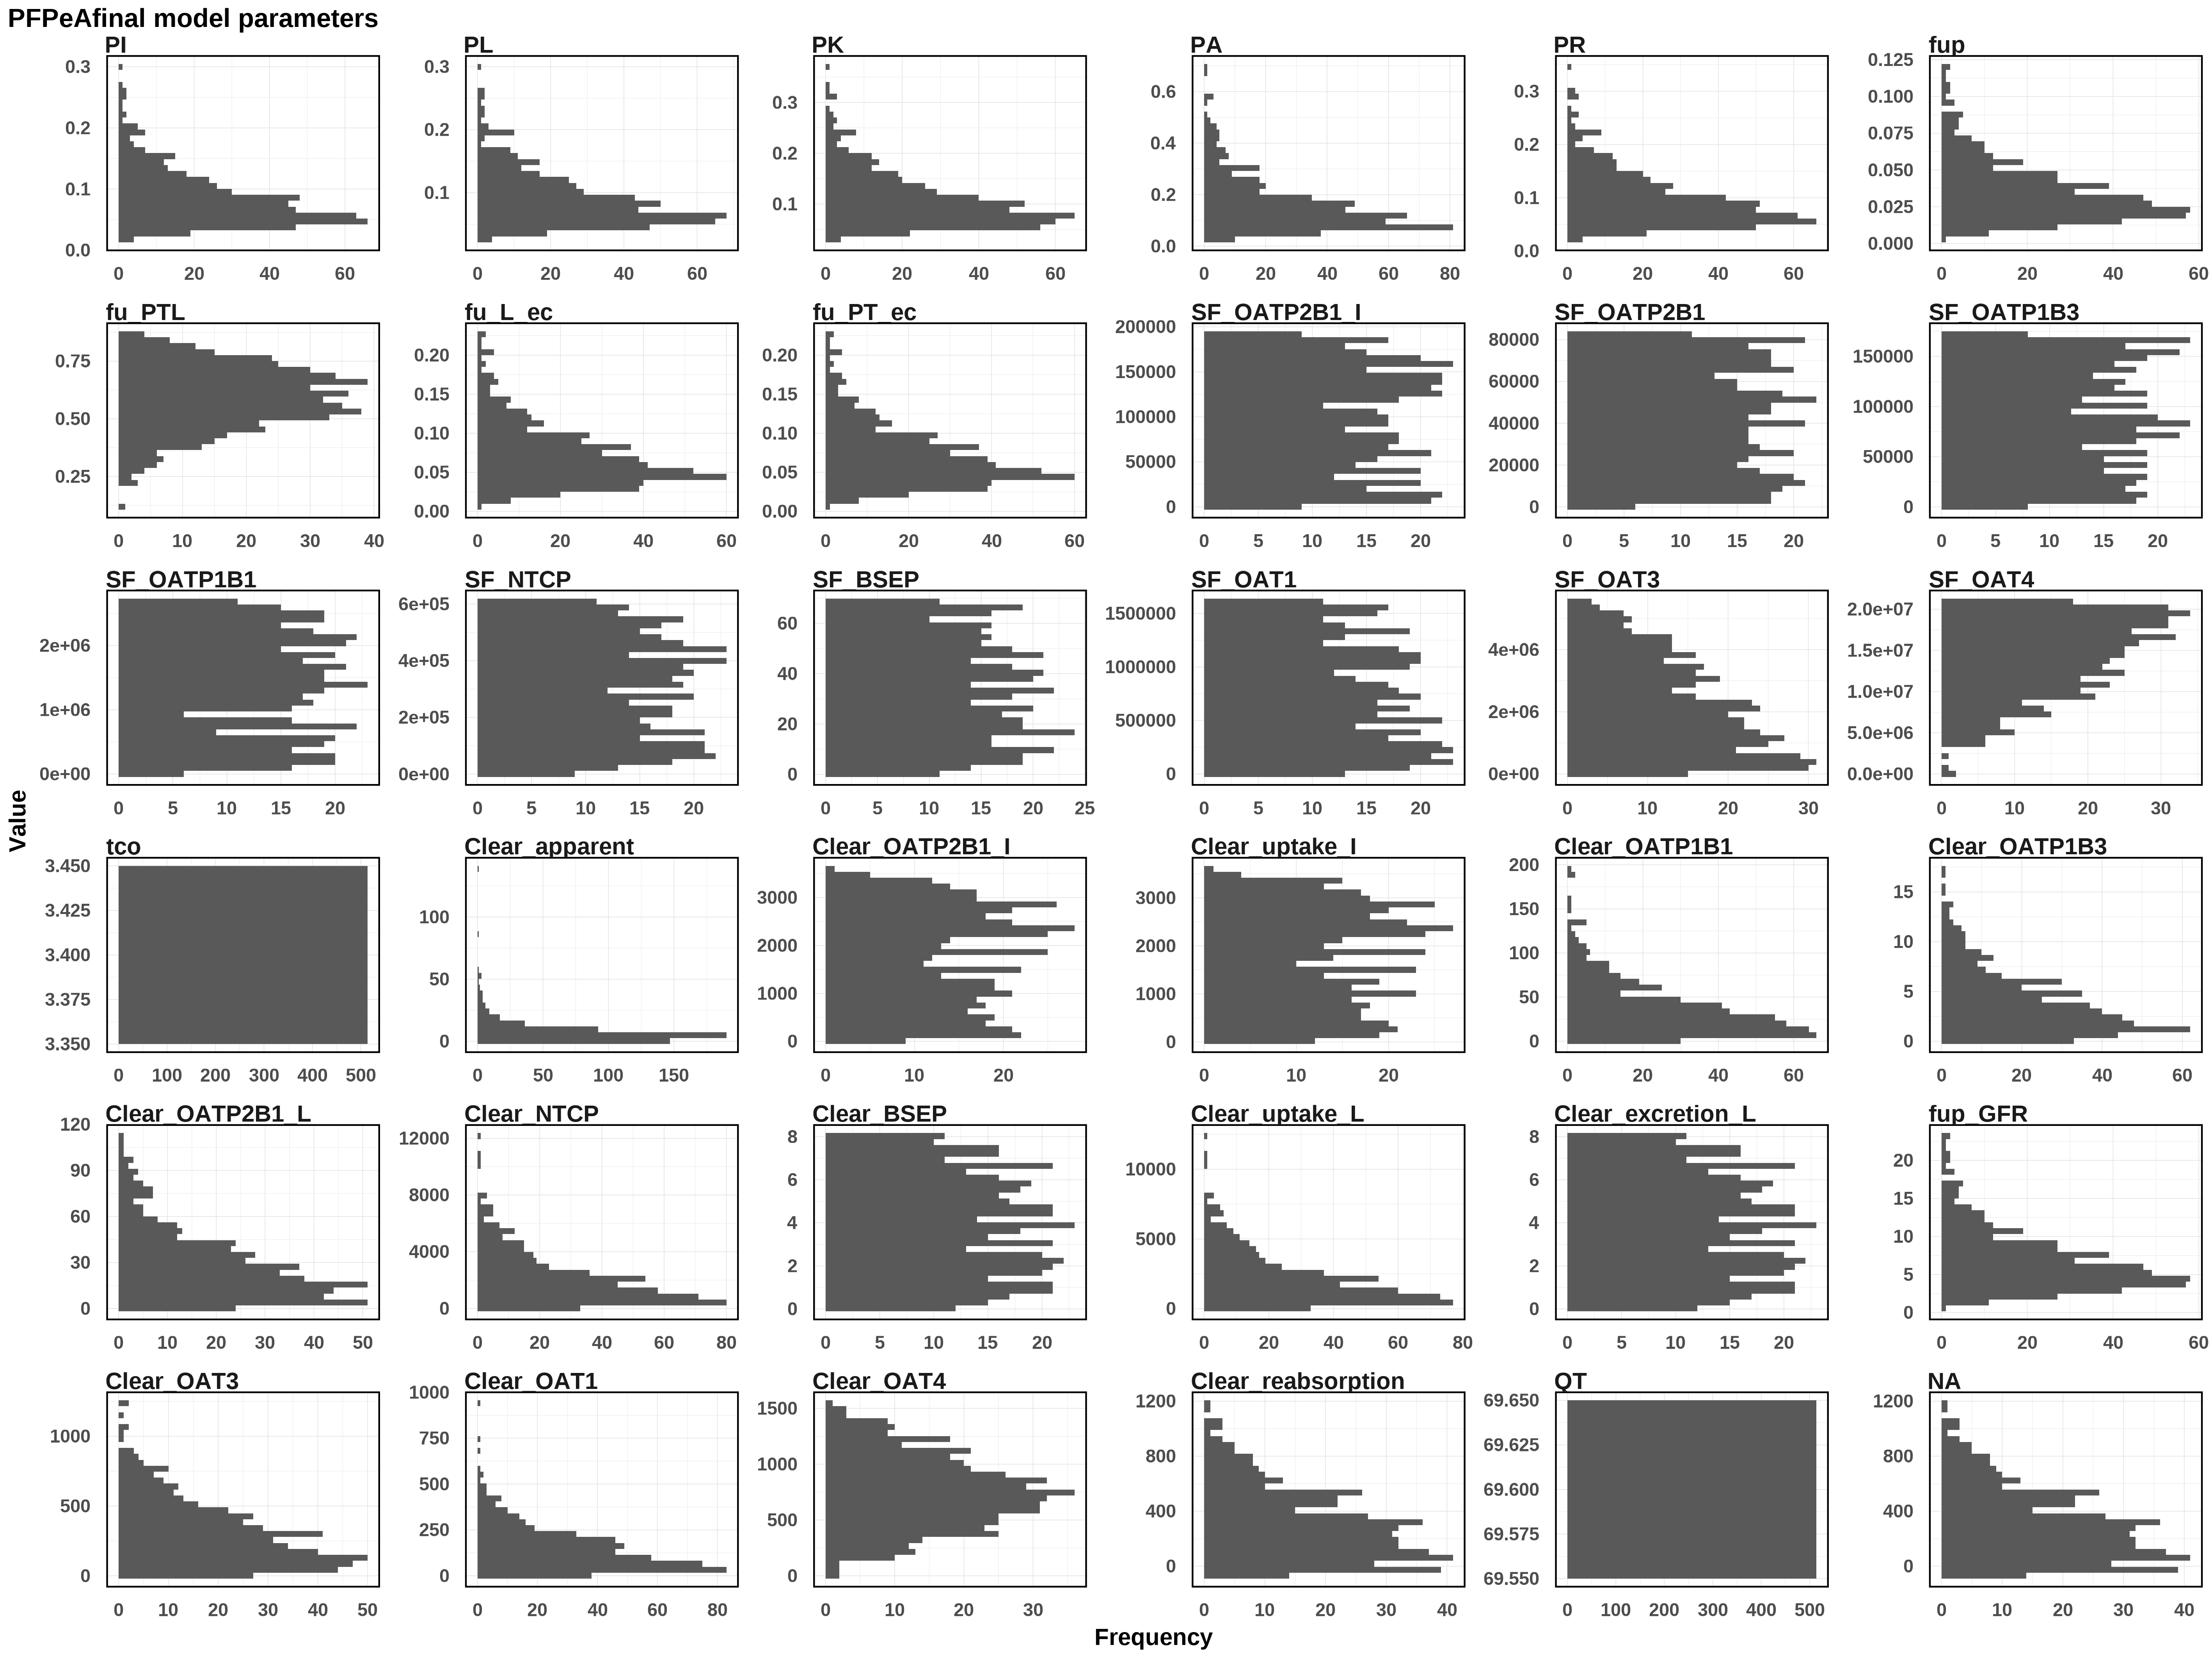 PFPeAfinal model parameters
PI PL PK PA PR fup
0.3 0.3 0.3 0.6 0.3 0.125
0.2 0.2 0.2 0.4 0.2 0.100
0.1 0.1 0.1 0.2 0.1 0.075
0.0 0.0 0.0 0.050
0.025
0.000
0 20 40 60 0 20 40 60 0 20 40 60 0 20 40 60 80 0 20 40 60 0 20 40 60
fu_PTL fu_L_ec fu_PT_ec SF_OATP2B1_I SF_OATP2B1 SF_OATP1B3
0.75 0.20 0.20 200000 80000 150000
0.50 0.15 0.15 150000 60000 100000
0.25 0.10 0.10 100000 40000 50000
0.05 0.05 50000 20000 0
0.00 0.00 0 0
0 10 20 30 40 0 20 40 60 0 20 40 60 0 5 10 15 20 0 5 10 15 20 0 5 10 15 20
SF_OATP1B1 SF_NTCP SF_BSEP SF_OAT1 SF_OAT3 SF_OAT4
2e+06 6e+05 60 1500000 4e+06 2.0e+07
1e+06 4e+05 40 1000000 2e+06 1.5e+07
0e+00 2e+05 20 500000 0e+00 1.0e+07
0e+00 0 0 5.0e+06
0.0e+00
0 5 10 15 20 0 5 10 15 20 0 5 10 15 20 25 0 5 10 15 20 0 10 20 30 0 10 20 30
Value
tco Clear_apparent Clear_OATP2B1_I Clear_uptake_I Clear_OATP1B1 Clear_OATP1B3
3.450 100 3000 3000 200 15
3.425 50 2000 2000 150 10
3.400 0 1000 1000 100 5
3.375 0 0 50 0
3.350 0
0 100 200 300 400 500 0 50 100 150 0 10 20 0 10 20 0 20 40 60 0 20 40 60
Clear_OATP2B1_L Clear_NTCP Clear_BSEP Clear_uptake_L Clear_excretion_L fup_GFR
120 12000 8 10000 8 20
90 8000 6 5000 6 15
60 4000 4 0 4 10
30 0 2 2 5
0 0 0 0
0 10 20 30 40 50 0 20 40 60 80 0 5 10 15 20 0 20 40 60 80 0 5 10 15 20 0 20 40 60
Clear_OAT3 Clear_OAT1 Clear_OAT4 Clear_reabsorption QT NA
1000 1000 1500 1200 69.650 1200
500 750 1000 800 69.625 800
0 500 500 400 69.600 400
250 0 0 69.575 0
0 69.550
0 10 20 30 40 50 0 20 40 60 80 0 10 20 30 0 10 20 30 40 0 100 200 300 400 500 0 10 20 30 40
Frequency